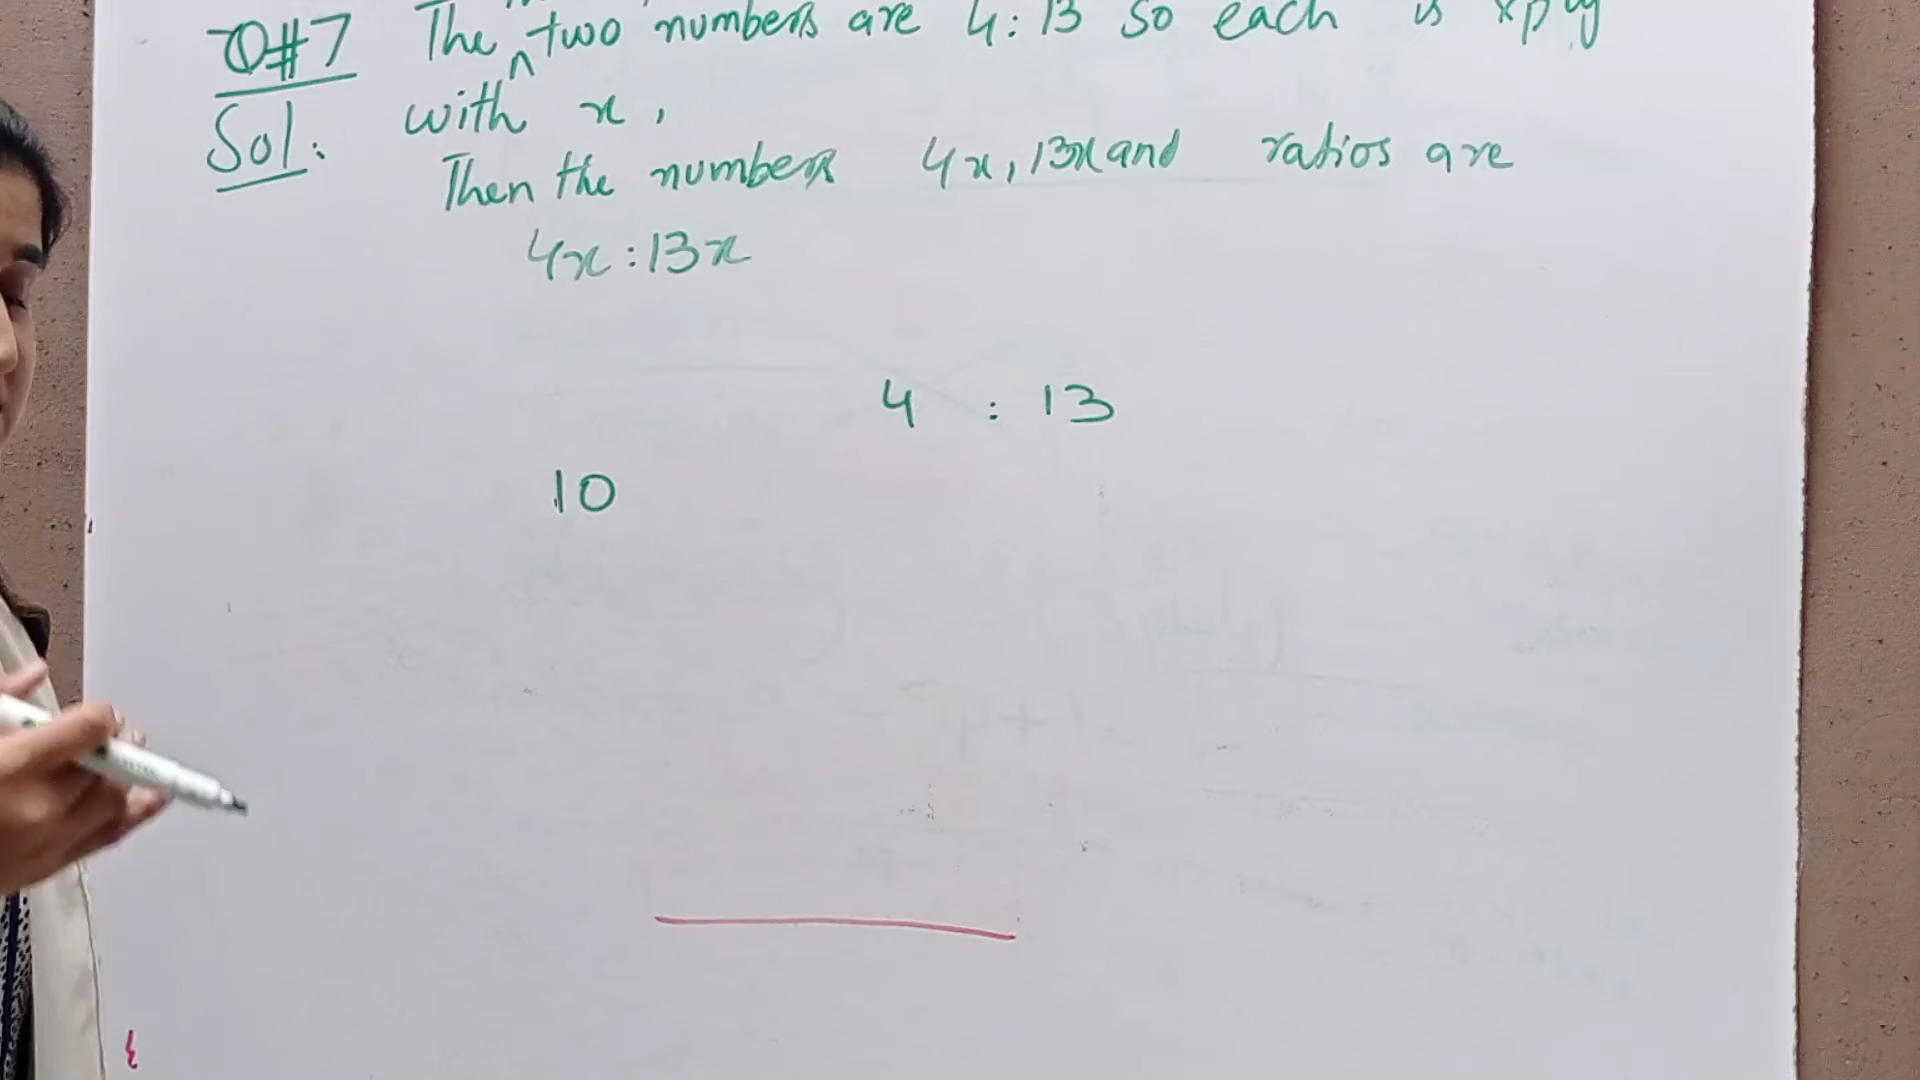 Q#7 The two numbers are 4:13 so each is xply
Sol. with x,
Then the numbers 4x, 13x and ratios are
4x : 13x
4 : 13
10